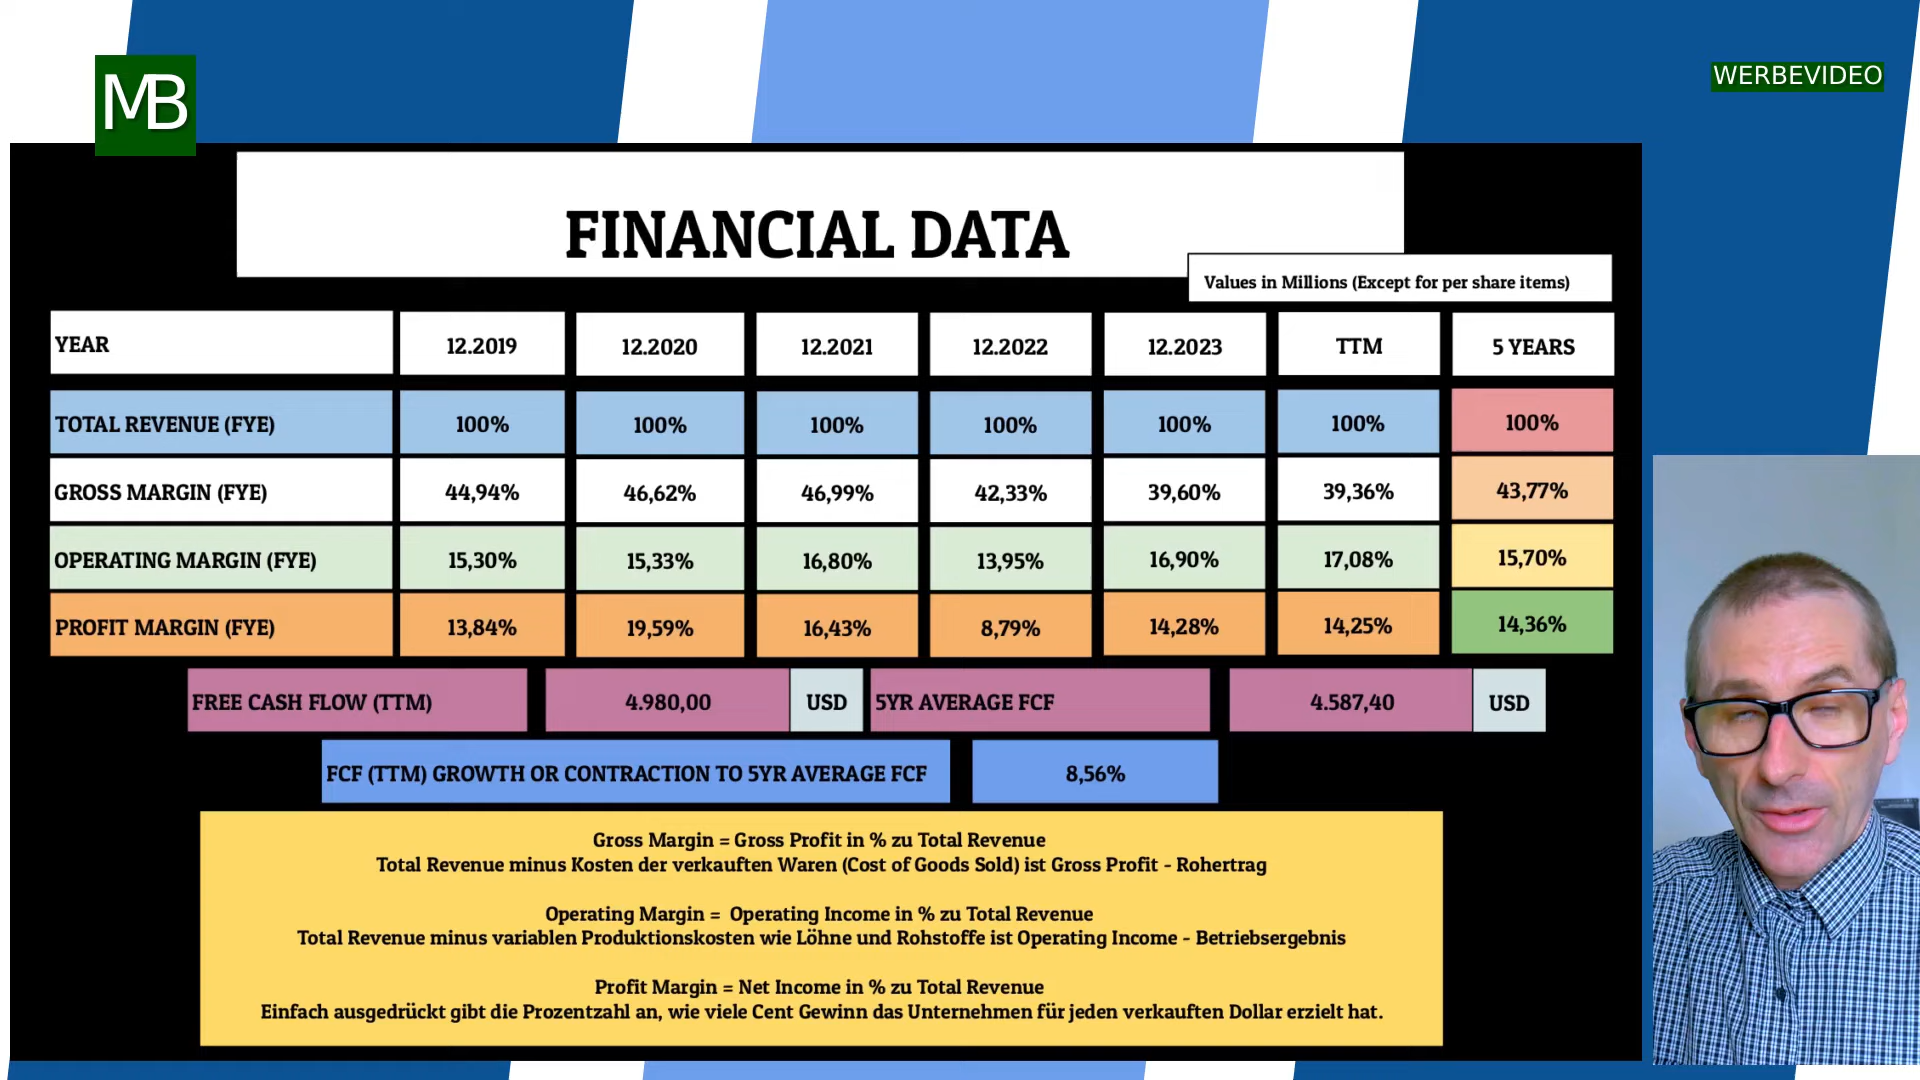 MB
WERBEVIDEO
FINANCIAL DATA
Values in Millions (Except for per share items)
YEAR 12.2019 12.2020 12.2021 12.2022 12.2023 TTM 5 YEARS
TOTAL REVENUE (FYE) 100% 100% 100% 100% 100% 100% 100%
GROSS MARGIN (FYE) 44,94% 46,62% 46,99% 42,33% 39,60% 39,36% 43,77%
OPERATING MARGIN (FYE) 15,30% 15,33% 16,80% 13,95% 16,90% 17,08% 15,70%
PROFIT MARGIN (FYE) 13,84% 19,59% 16,43% 8,79% 14,28% 14,25% 14,36%
FREE CASH FLOW (TTM) 4.980,00 USD 5YR AVERAGE FCF 4.587,40 USD
FCF (TTM) GROWTH OR CONTRACTION TO 5YR AVERAGE FCF 8,56%
Gross Margin = Gross Profit in % zu Total Revenue
Total Revenue minus Kosten der verkauften Waren (Cost of Goods Sold) ist Gross Profit - Rohertrag
Operating Margin = Operating Income in % zu Total Revenue
Total Revenue minus variablen Produktionskosten wie Löhne und Rohstoffe ist Operating Income - Betriebsergebnis
Profit Margin = Net Income in % zu Total Revenue
Einfach ausgedrückt gibt die Prozentzahl an, wie viele Cent Gewinn das Unternehmen für jeden verkauften Dollar erzielt hat.